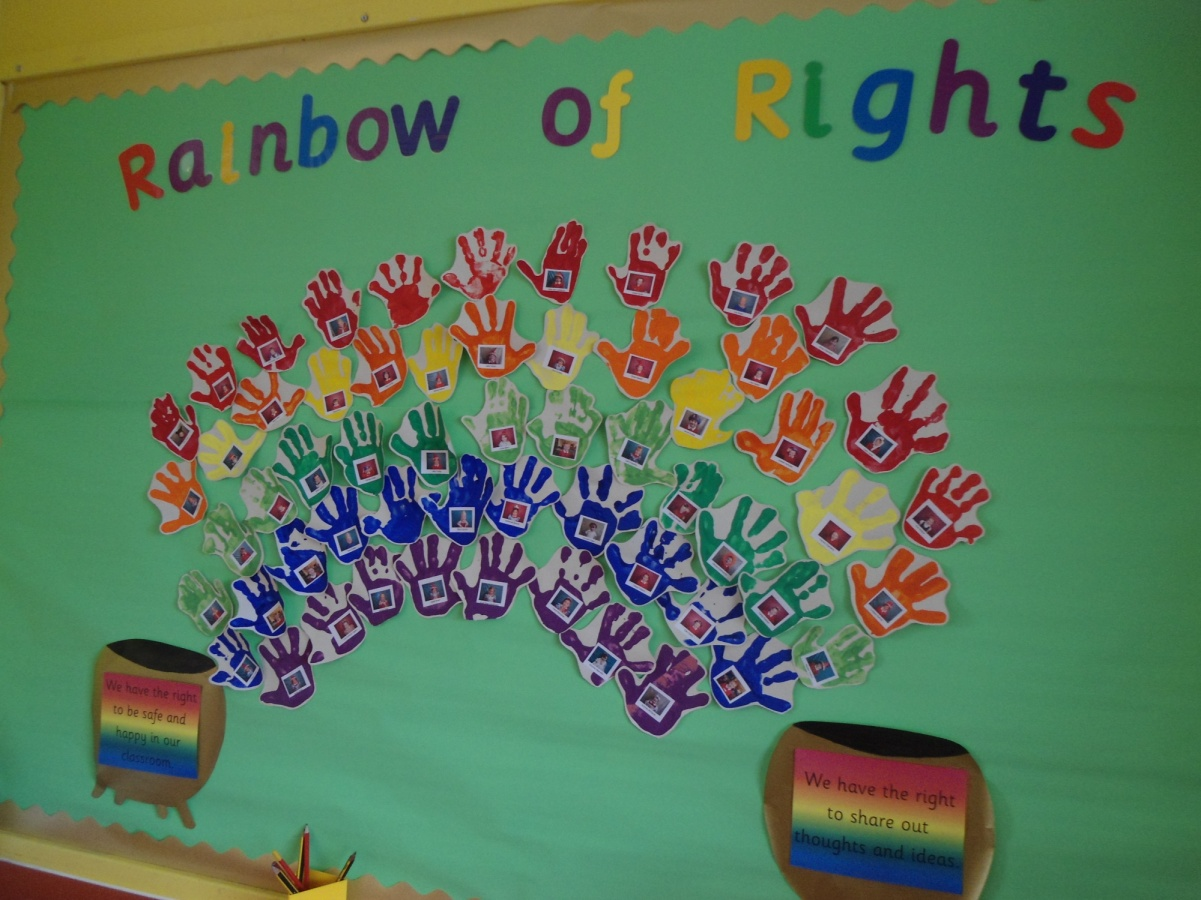 Rainbow of Rights
We have the right
to be safe and
happy in our
classroom.
We have the right
to share out
thoughts and ideas.